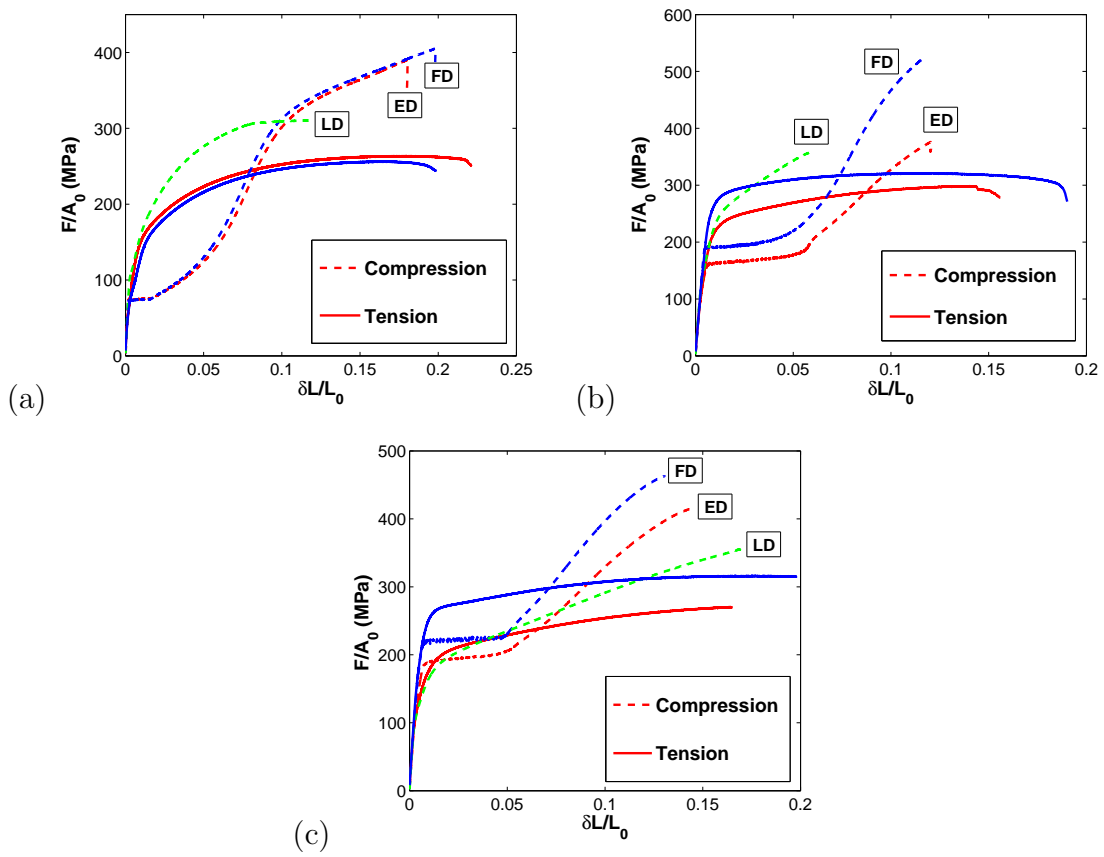 F/A0 (MPa)
400
300
200
100
0
FD
ED
LD
Compression
Tension
0 0.05 0.1 0.15 0.2 0.25
δL/L0
(a)
F/A0 (MPa)
600
500
400
300
200
100
0
FD
ED
LD
Compression
Tension
0 0.05 0.1 0.15 0.2
δL/L0
(b)
F/A0 (MPa)
500
400
300
200
100
0
FD
ED
LD
Compression
Tension
0 0.05 0.1 0.15 0.2
δL/L0
(c)